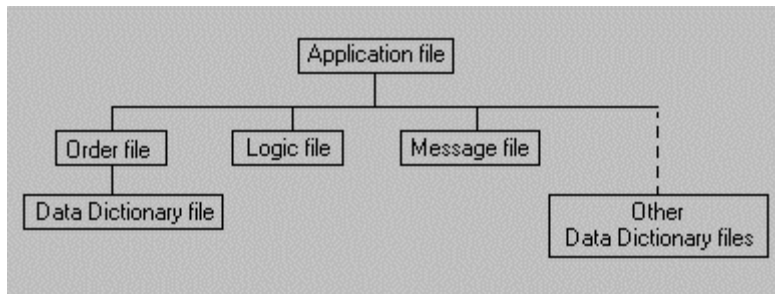 Application file
Order file
Logic file
Message file
Data Dictionary file
Other
Data Dictionary files